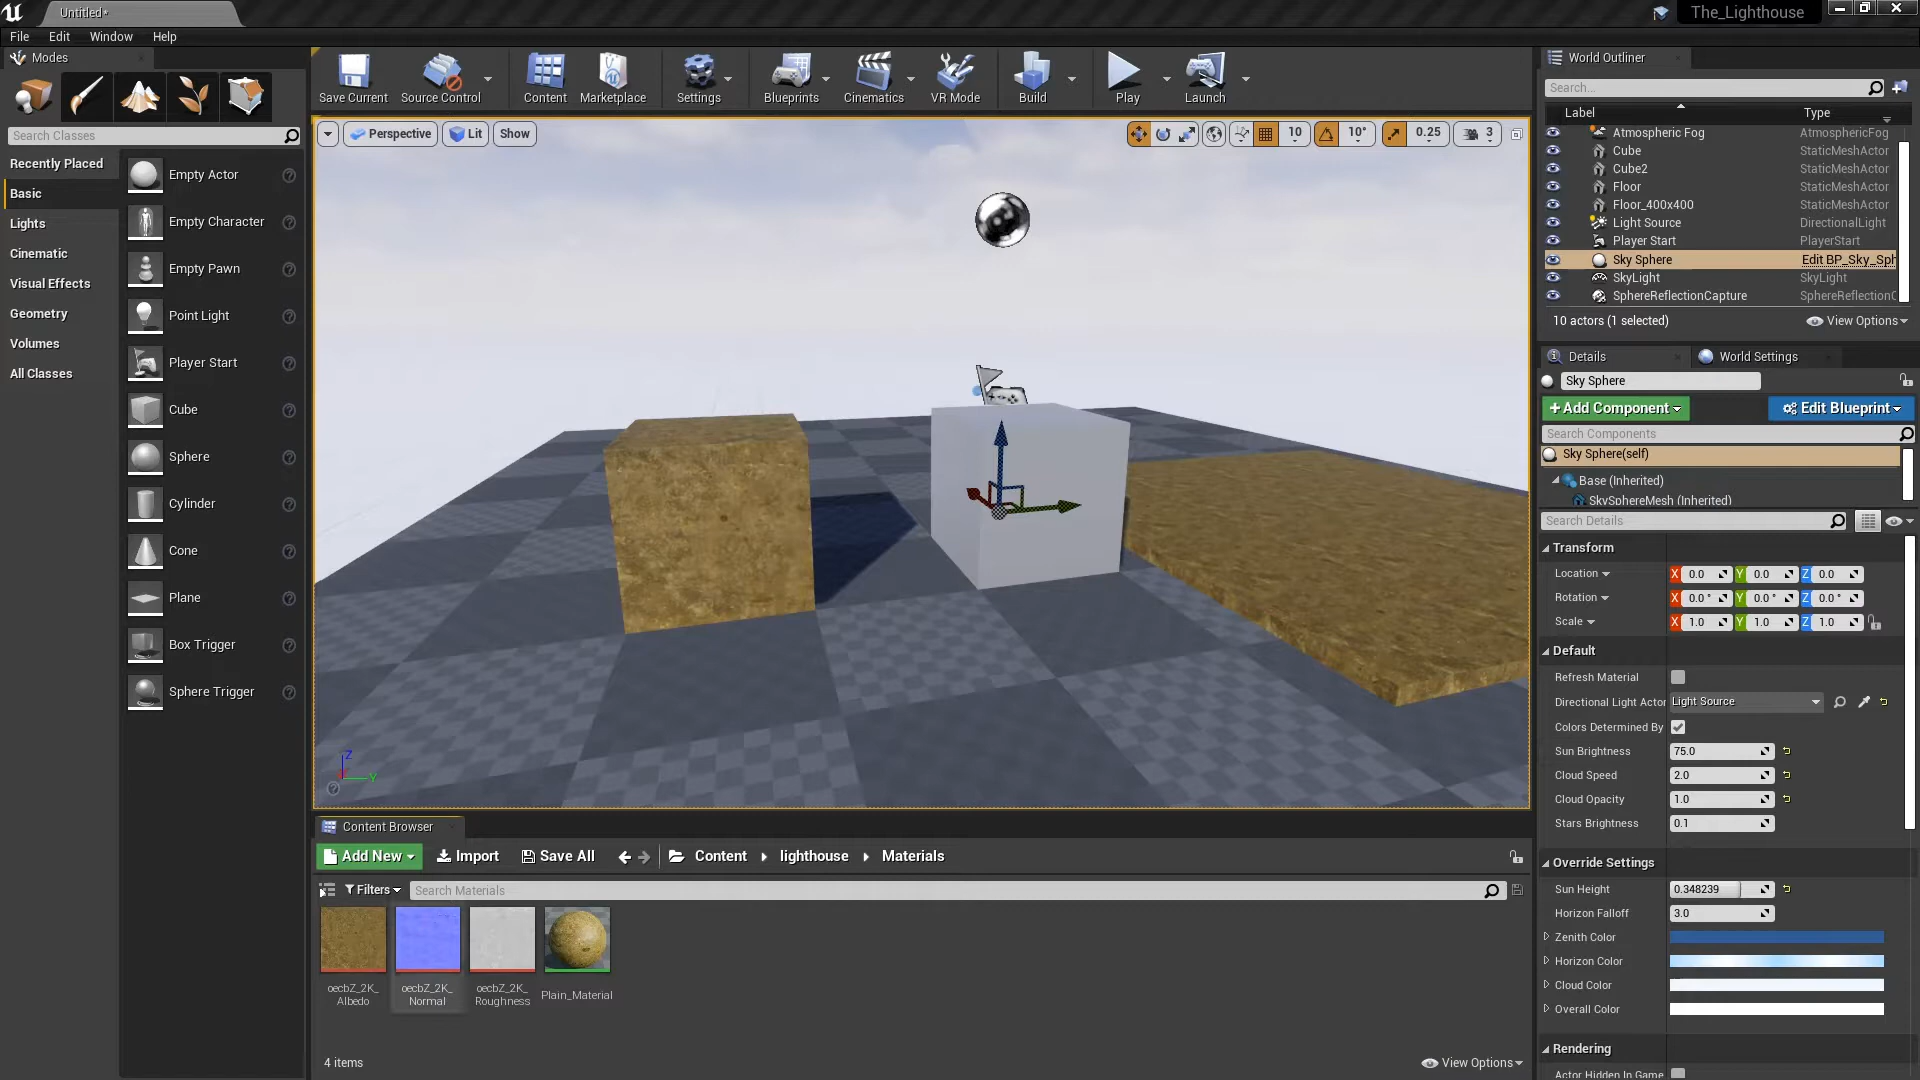 Untitled*
The_Lighthouse
File Edit Window Help
Modes
Search Classes
Recently Placed
Basic
Lights
Cinematic
Visual Effects
Geometry
Volumes
All Classes
Empty Actor
Empty Character
Empty Pawn
Point Light
Player Start
Cube
Sphere
Cylinder
Cone
Plane
Box Trigger
Sphere Trigger
Save Current Source Control Content Marketplace Settings Blueprints Cinematics VR Mode Build Play Launch
Perspective Lit Show 10 10° 0.25 3
Z
X
Y
World Outliner
Search...
Label Type
Atmospheric Fog AtmosphericFog
Cube StaticMeshActor
Cube2 StaticMeshActor
Floor StaticMeshActor
Floor_400x400 StaticMeshActor
Light Source DirectionalLight
Player Start PlayerStart
Sky Sphere Edit BP_Sky_Sph
SkyLight SkyLight
SphereReflectionCapture SphereReflectionC
10 actors (1 selected) View Options
Details World Settings
Sky Sphere
+Add Component Edit Blueprint
Search Components
Sky Sphere(self)
Base (Inherited)
SkySphereMesh (Inherited)
Search Details
Transform
Location X 0.0 Y 0.0 Z 0.0
Rotation X 0.0 ° Y 0.0 ° Z 0.0 °
Scale X 1.0 Y 1.0 Z 1.0
Default
Refresh Material
Directional Light Actor Light Source
Colors Determined By
Sun Brightness 75.0
Cloud Speed 2.0
Cloud Opacity 1.0
Stars Brightness 0.1
Override Settings
Sun Height 0.348239
Horizon Falloff 3.0
Zenith Color
Horizon Color
Cloud Color
Overall Color
Rendering
Actor Hidden In Game
Content Browser
Add New Import Save All Content lighthouse Materials
Filters Search Materials
oecbZ_2K_
Albedo
oecbZ_2K_
Normal
oecbZ_2K_
Roughness
Plain_Material
4 items View Options